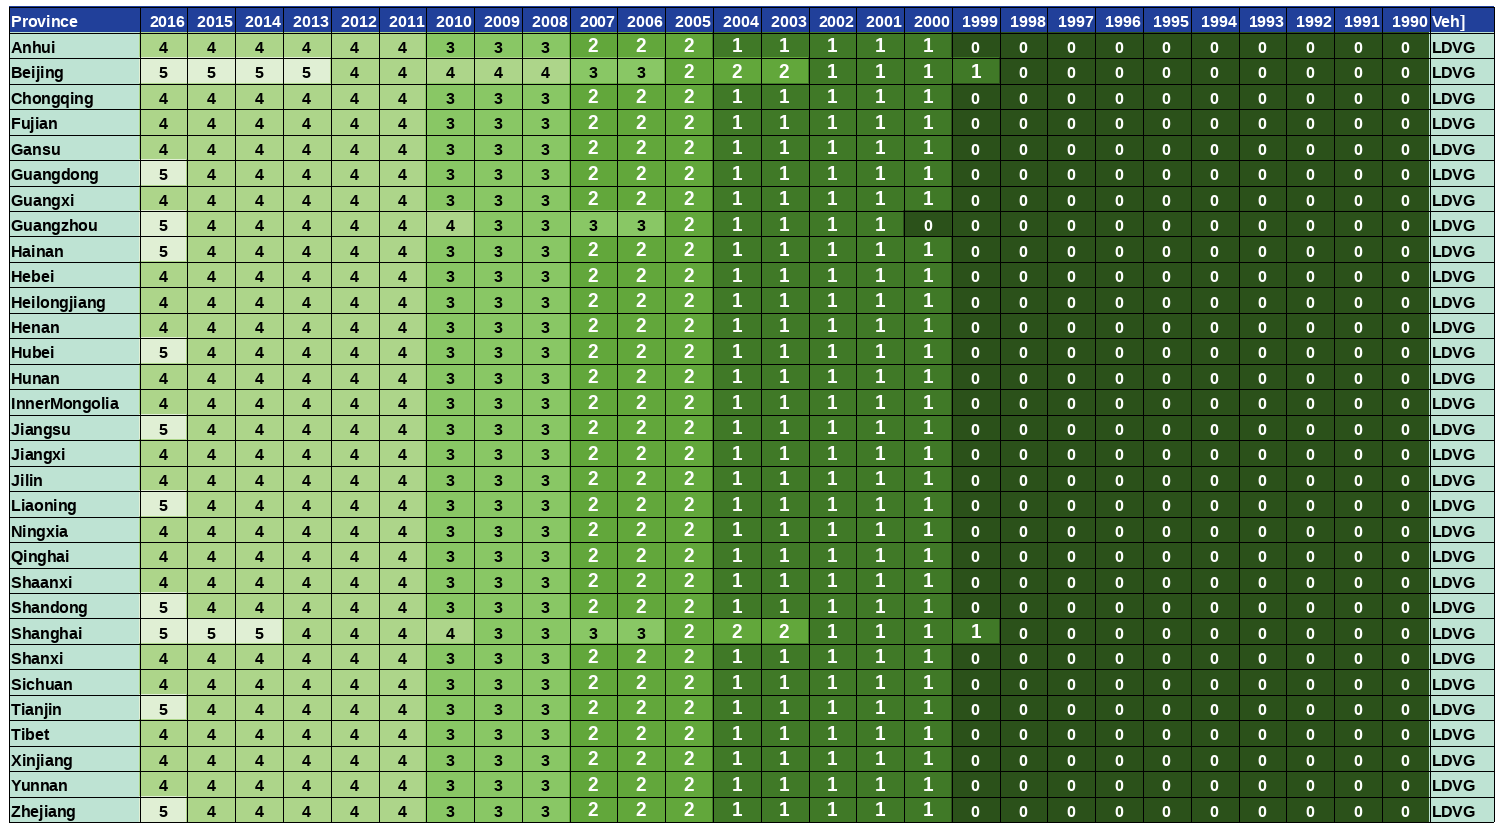 Province 2016 2015 2014 2013 2012 2011 2010 2009 2008 2007 2006 2005 2004 2003 2002 2001 2000 1999 1998 1997 1996 1995 1994 1993 1992 1991 1990 Veh]
Anhui 4 4 4 4 4 4 3 3 3 2 2 2 1 1 1 1 1 0 0 0 0 0 0 0 0 0 0 LDVG
Beijing 5 5 5 5 4 4 4 4 4 3 3 2 2 2 1 1 1 1 0 0 0 0 0 0 0 0 0 LDVG
Chongqing 4 4 4 4 4 4 3 3 3 2 2 2 1 1 1 1 1 0 0 0 0 0 0 0 0 0 0 LDVG
Fujian 4 4 4 4 4 4 3 3 3 2 2 2 1 1 1 1 1 0 0 0 0 0 0 0 0 0 0 LDVG
Gansu 4 4 4 4 4 4 3 3 3 2 2 2 1 1 1 1 1 0 0 0 0 0 0 0 0 0 0 LDVG
Guangdong 5 4 4 4 4 4 3 3 3 2 2 2 1 1 1 1 1 0 0 0 0 0 0 0 0 0 0 LDVG
Guangxi 4 4 4 4 4 4 3 3 3 2 2 2 1 1 1 1 1 0 0 0 0 0 0 0 0 0 0 LDVG
Guangzhou 5 4 4 4 4 4 4 3 3 3 3 2 1 1 1 1 0 0 0 0 0 0 0 0 0 0 0 LDVG
Hainan 5 4 4 4 4 4 3 3 3 2 2 2 1 1 1 1 1 0 0 0 0 0 0 0 0 0 0 LDVG
Hebei 4 4 4 4 4 4 3 3 3 2 2 2 1 1 1 1 1 0 0 0 0 0 0 0 0 0 0 LDVG
Heilongjiang 4 4 4 4 4 4 3 3 3 2 2 2 1 1 1 1 1 0 0 0 0 0 0 0 0 0 0 LDVG
Henan 4 4 4 4 4 4 3 3 3 2 2 2 1 1 1 1 1 0 0 0 0 0 0 0 0 0 0 LDVG
Hubei 5 4 4 4 4 4 3 3 3 2 2 2 1 1 1 1 1 0 0 0 0 0 0 0 0 0 0 LDVG
Hunan 4 4 4 4 4 4 3 3 3 2 2 2 1 1 1 1 1 0 0 0 0 0 0 0 0 0 0 LDVG
InnerMongolia 4 4 4 4 4 4 3 3 3 2 2 2 1 1 1 1 1 0 0 0 0 0 0 0 0 0 0 LDVG
Jiangsu 5 4 4 4 4 4 3 3 3 2 2 2 1 1 1 1 1 0 0 0 0 0 0 0 0 0 0 LDVG
Jiangxi 4 4 4 4 4 4 3 3 3 2 2 2 1 1 1 1 1 0 0 0 0 0 0 0 0 0 0 LDVG
Jilin 4 4 4 4 4 4 3 3 3 2 2 2 1 1 1 1 1 0 0 0 0 0 0 0 0 0 0 LDVG
Liaoning 5 4 4 4 4 4 3 3 3 2 2 2 1 1 1 1 1 0 0 0 0 0 0 0 0 0 0 LDVG
Ningxia 4 4 4 4 4 4 3 3 3 2 2 2 1 1 1 1 1 0 0 0 0 0 0 0 0 0 0 LDVG
Qinghai 4 4 4 4 4 4 3 3 3 2 2 2 1 1 1 1 1 0 0 0 0 0 0 0 0 0 0 LDVG
Shaanxi 4 4 4 4 4 4 3 3 3 2 2 2 1 1 1 1 1 0 0 0 0 0 0 0 0 0 0 LDVG
Shandong 5 4 4 4 4 4 3 3 3 2 2 2 1 1 1 1 1 0 0 0 0 0 0 0 0 0 0 LDVG
Shanghai 5 5 5 4 4 4 4 3 3 3 3 2 2 2 1 1 1 1 0 0 0 0 0 0 0 0 0 LDVG
Shanxi 4 4 4 4 4 4 3 3 3 2 2 2 1 1 1 1 1 0 0 0 0 0 0 0 0 0 0 LDVG
Sichuan 4 4 4 4 4 4 3 3 3 2 2 2 1 1 1 1 1 0 0 0 0 0 0 0 0 0 0 LDVG
Tianjin 5 4 4 4 4 4 3 3 3 2 2 2 1 1 1 1 1 0 0 0 0 0 0 0 0 0 0 LDVG
Tibet 4 4 4 4 4 4 3 3 3 2 2 2 1 1 1 1 1 0 0 0 0 0 0 0 0 0 0 LDVG
Xinjiang 4 4 4 4 4 4 3 3 3 2 2 2 1 1 1 1 1 0 0 0 0 0 0 0 0 0 0 LDVG
Yunnan 4 4 4 4 4 4 3 3 3 2 2 2 1 1 1 1 1 0 0 0 0 0 0 0 0 0 0 LDVG
Zhejiang 5 4 4 4 4 4 3 3 3 2 2 2 1 1 1 1 1 0 0 0 0 0 0 0 0 0 0 LDVG